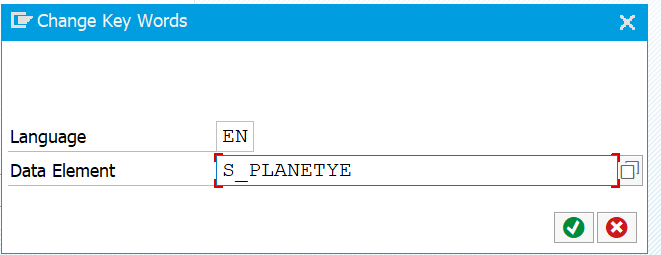 Change Key Words
Language EN
Data Element S_PLANETYE